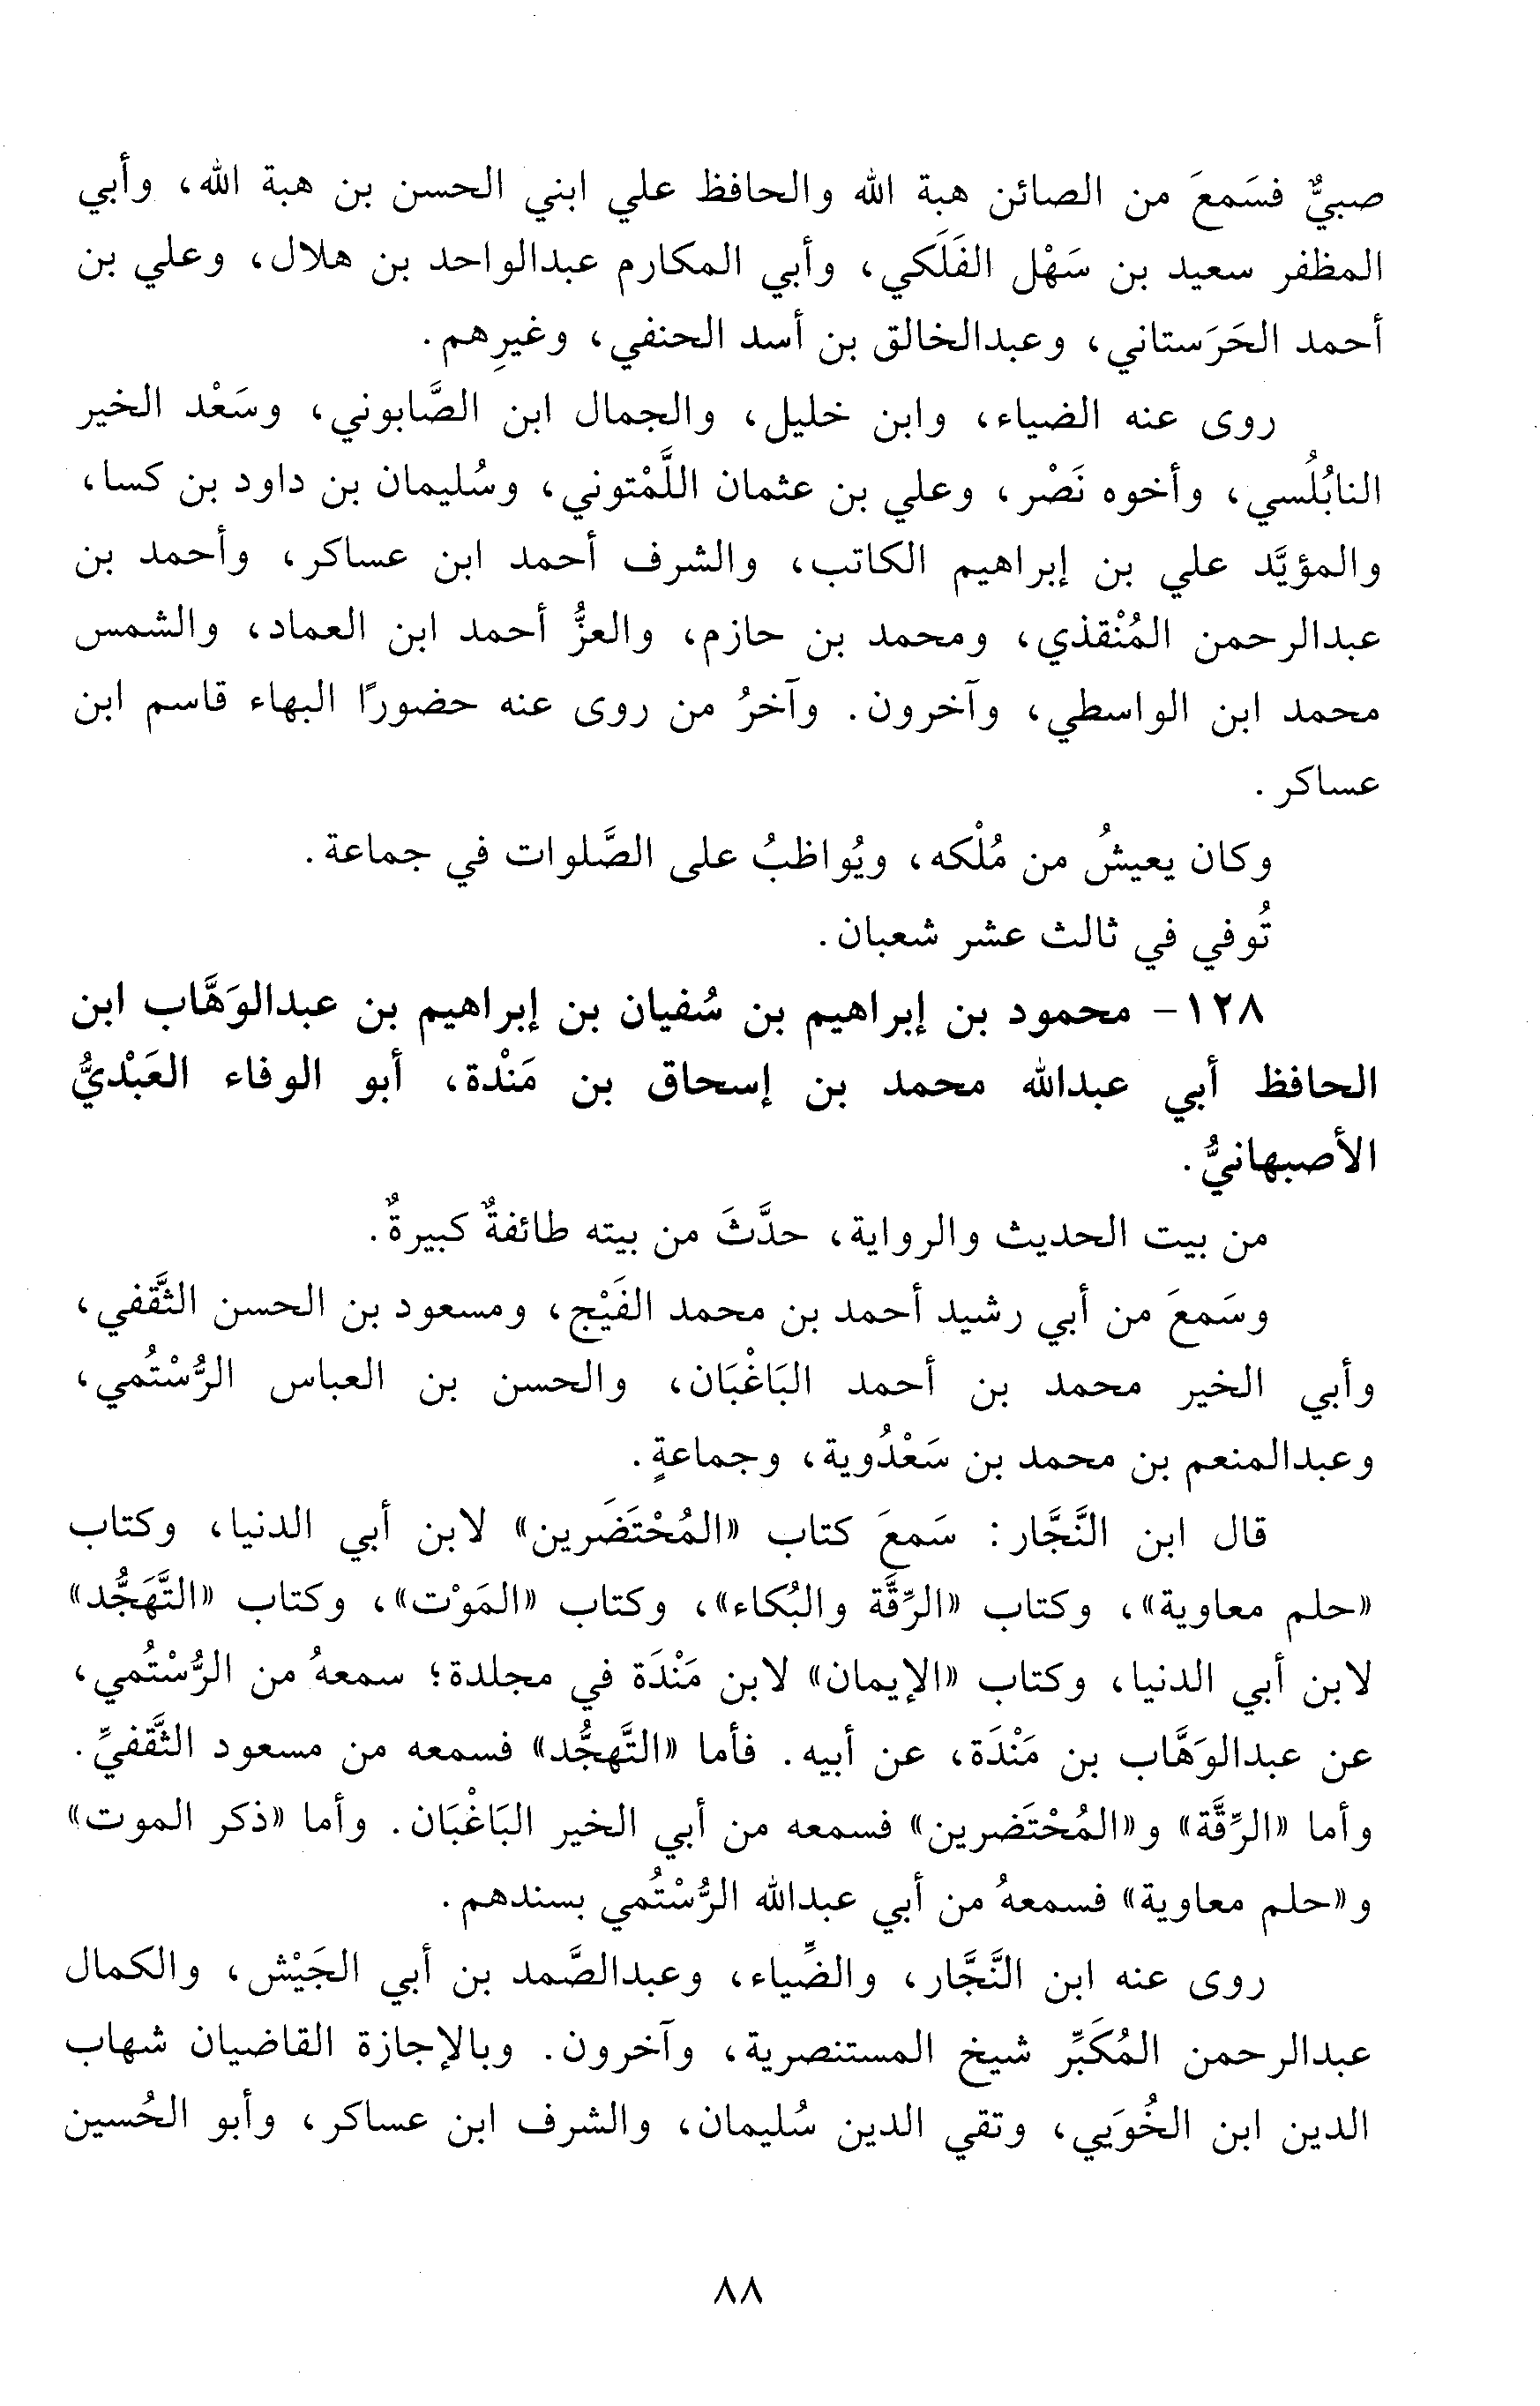 صبيٌّ فسَمعَ من الصائن هبة الله والحافظ علي ابني الحسن بن هبة الله، وأبي
المظفر سعيد بن سَهْل الفَلَكي، وأبي المكارم عبدالواحد بن هلال، وعلي بن
أحمد الحَرَستاني، وعبدالخالق بن أسد الحنفي، وغيرِهم.
روى عنه الضياء، وابن خليل، والجمال ابن الصَّابوني، وسَعْد الخير
النابُلُسي، وأخوه نَصْر، وعلي بن عثمان اللَّمْتوني، وسُليمان بن داود بن كسا،
والمؤيَّد علي بن إبراهيم الكاتب، والشرف أحمد ابن عساكر، وأحمد بن
عبدالرحمن المُنْقذي، ومحمد بن حازم، والعزُّ أحمد ابن العماد، والشمس
محمد ابن الواسطي، وآخرون. وآخرُ من روى عنه حضورًا البهاء قاسم ابن
عساكر.
وكان يعيشُ من مُلْكه، ويُواظبُ على الصَّلوات في جماعة.
تُوفي في ثالث عشر شعبان.
١٢٨- محمود بن إبراهيم بن سُفيان بن إبراهيم بن عبدالوَهَّاب ابن
الحافظ أبي عبدالله محمد بن إسحاق بن مَنْدة، أبو الوفاء العَبْديُّ
الأصبهانيُّ.
من بيت الحديث والرواية، حدَّثَ من بيته طائفةٌ كبيرةٌ.
وسَمعَ من أبي رشيد أحمد بن محمد الفَيْج، ومسعود بن الحسن الثَّقفي،
وأبي الخير محمد بن أحمد البَاغْبَان، والحسن بن العباس الرُّسْتُمي،
وعبدالمنعم بن محمد بن سَعْدُوية، وجماعةٍ.
قال ابن النَّجَّار: سَمعَ كتاب «المُحْتَضَرين» لابن أبي الدنيا، وكتاب
«حلم معاوية»، وكتاب «الرِّقَّة والبُكاء»، وكتاب «المَوْت»، وكتاب «التَّهَجُّد»
لابن أبي الدنيا، وكتاب «الإيمان» لابن مَنْدَة في مجلدة؛ سمعهُ من الرُّسْتُمي،
عن عبدالوَهَّاب بن مَنْدَة، عن أبيه. فأما «التَّهجُّد» فسمعه من مسعود الثَّقفيِّ.
وأما «الرِّقَّة» و«المُحْتَضرين» فسمعه من أبي الخير البَاغْبَان. وأما «ذكر الموت»
و«حلم معاوية» فسمعهُ من أبي عبدالله الرُّسْتُمي بسندهم.
روى عنه ابن النَّجَّار، والضِّياء، وعبدالصَّمد بن أبي الجَيْش، والكمال
عبدالرحمن المُكَبِّر شيخ المستنصرية، وآخرون. وبالإجازة القاضيان شهاب
الدين ابن الخُوَيي، وتقي الدين سُليمان، والشرف ابن عساكر، وأبو الحُسين
٨٨